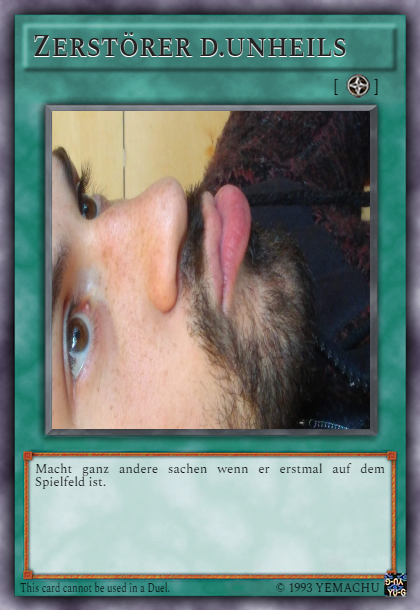 ZERSTÖRER D.UNHEILS
[ ]
Macht ganz andere sachen wenn er erstmal auf dem
Spielfeld ist.
This card cannot be used in a Duel.
© 1993 YEMACHU